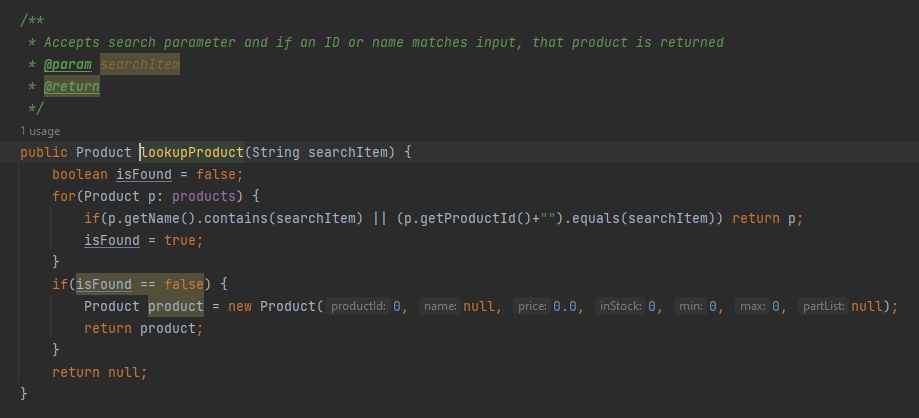 /**
 * Accepts search parameter and if an ID or name matches input, that product is returned
 * @param searchItem
 * @return
 */
1 usage
public Product lookupProduct(String searchItem) {
    boolean isFound = false;
    for(Product p: products) {
        if(p.getName().contains(searchItem) || (p.getProductId()+"").equals(searchItem)) return p;
        isFound = true;
    }
    if(isFound == false) {
        Product product = new Product( productId: 0, name: null, price: 0.0, inStock: 0, min: 0, max: 0, partList: null);
        return product;
    }
    return null;
}